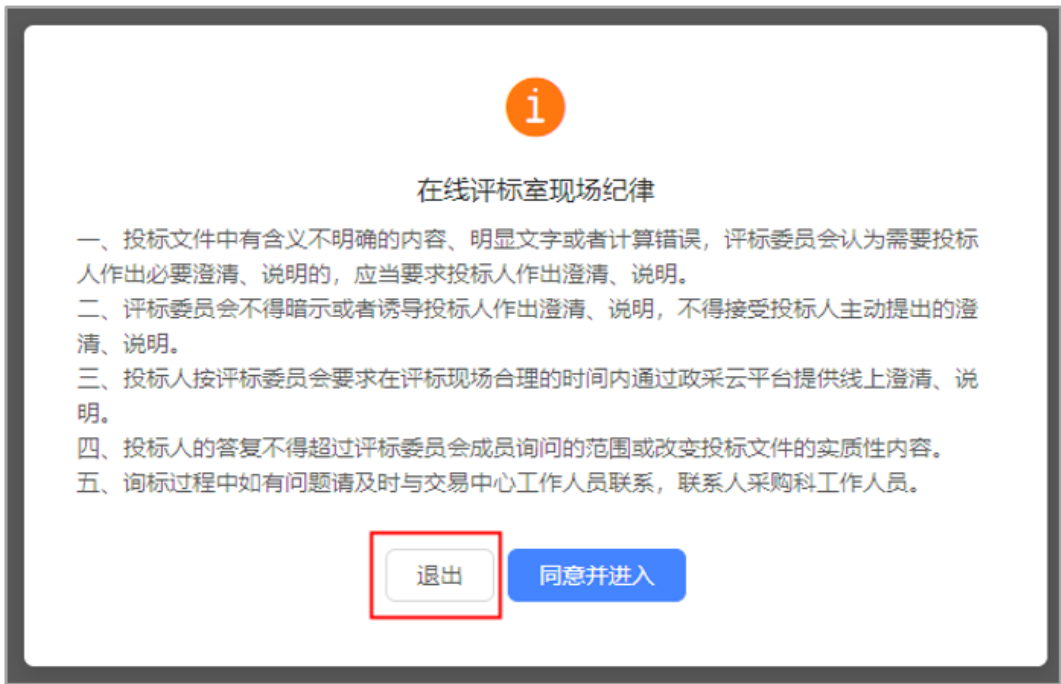 i
在线评标室现场纪律
一、投标文件中有含义不明确的内容、明显文字或者计算错误，评标委员会认为需要投标
人作出必要澄清、说明的，应当要求投标人作出澄清、说明。
二、评标委员会不得暗示或者诱导投标人作出澄清、说明，不得接受投标人主动提出的澄
清、说明。
三、投标人按评标委员会要求在评标现场合理的时间内通过政采云平台提供线上澄清、说
明。
四、投标人的答复不得超过评标委员会成员询问的范围或改变投标文件的实质性内容。
五、询标过程中如有问题请及时与交易中心工作人员联系，联系人采购科工作人员。
退出 同意并进入